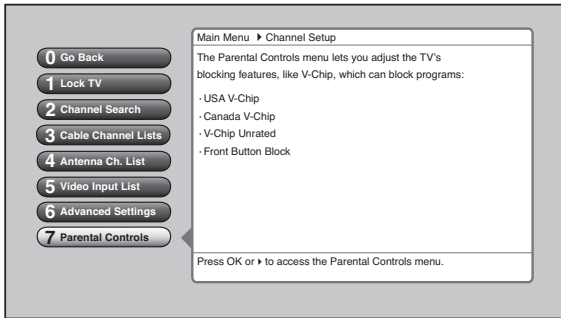 Main Menu ▶ Channel Setup
0 Go Back
1 Lock TV
2 Channel Search
3 Cable Channel Lists
4 Antenna Ch. List
5 Video Input List
6 Advanced Settings
7 Parental Controls
The Parental Controls menu lets you adjust the TV's
blocking features, like V-Chip, which can block programs:
· USA V-Chip
· Canada V-Chip
· V-Chip Unrated
· Front Button Block
Press OK or ▶ to access the Parental Controls menu.